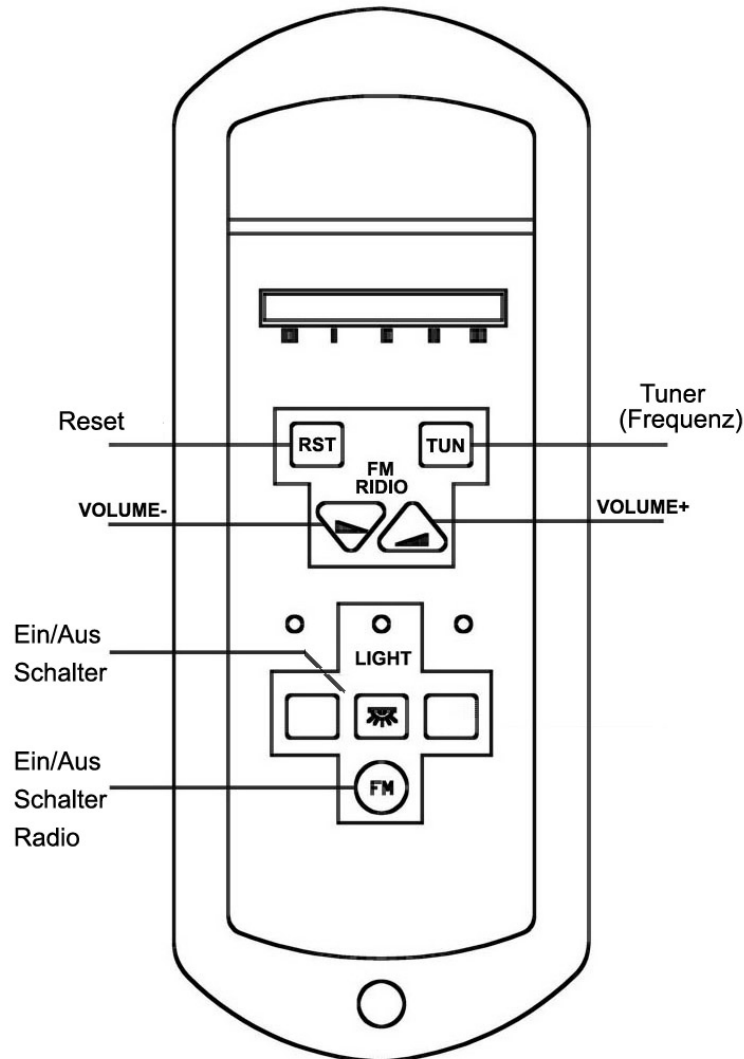 Tuner
(Frequenz)
Reset
RST
TUN
FM
RIDIO
VOLUME-
VOLUME+
Ein/Aus
Schalter
LIGHT
Ein/Aus
Schalter
Radio
FM